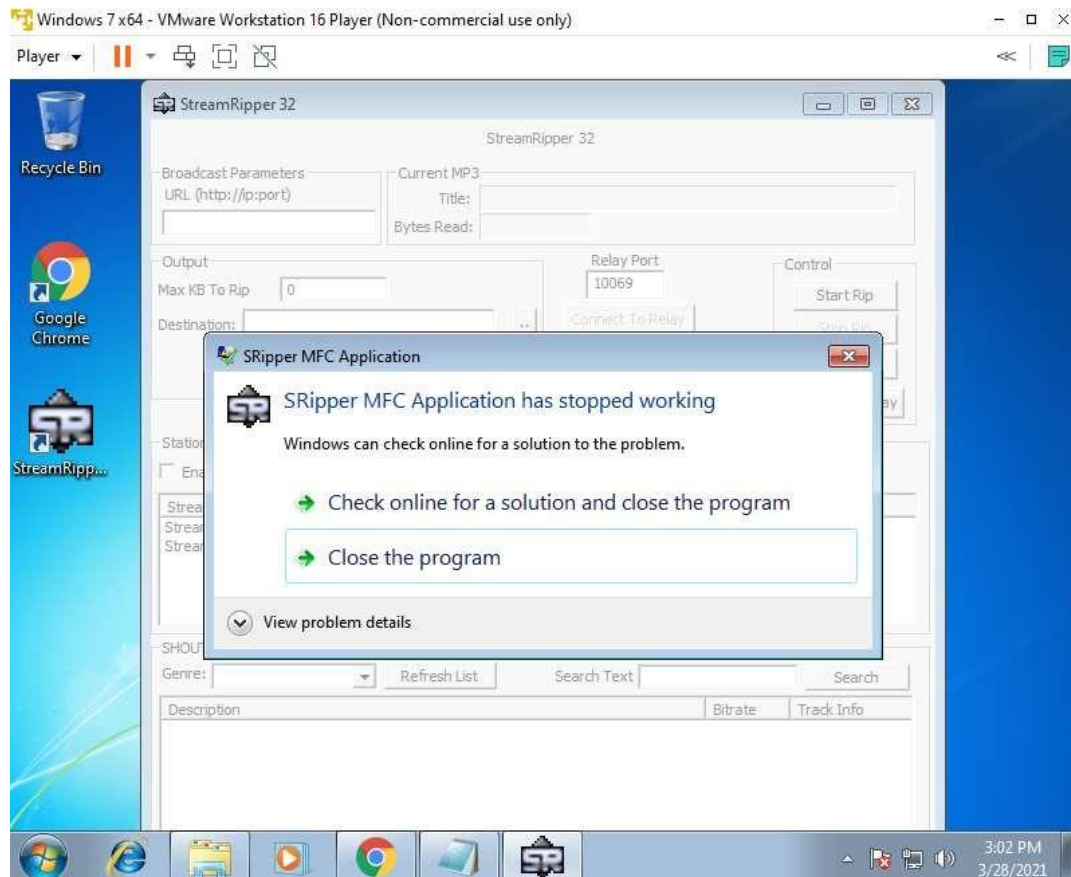 Windows 7 x64 - VMware Workstation 16 Player (Non-commercial use only)
Player
Recycle Bin
Google
Chrome
StreamRipp...
StreamRipper 32
StreamRipper 32
Broadcast Parameters
URL (http://ip:port)
Current MP3
Title:
Bytes Read:
Output
Max KB To Rip
0
Destination:
..
Relay Port
10069
Connect To Relay
Control
Start Rip
Stop Rip
SRipper MFC Application
SR
SRipper MFC Application has stopped working
Windows can check online for a solution to the problem.
Check online for a solution and close the program
Close the program
View problem details
Genre:
Refresh List
Search Text
Search
Description
Bitrate
Track Info
SR
3:02 PM
3/28/2021